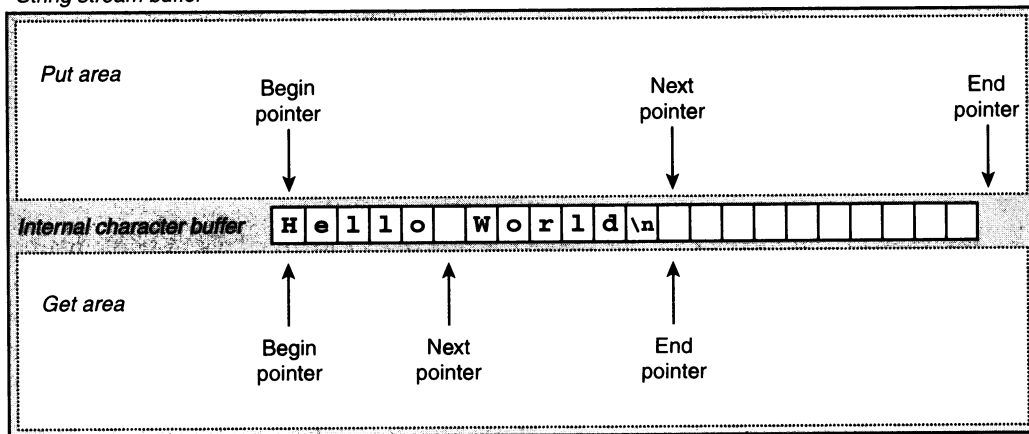 String stream buffer
Put area
Begin
pointer
Next
pointer
End
pointer
Internal character buffer
H e l l o W o r l d \n
Get area
Begin
pointer
Next
pointer
End
pointer